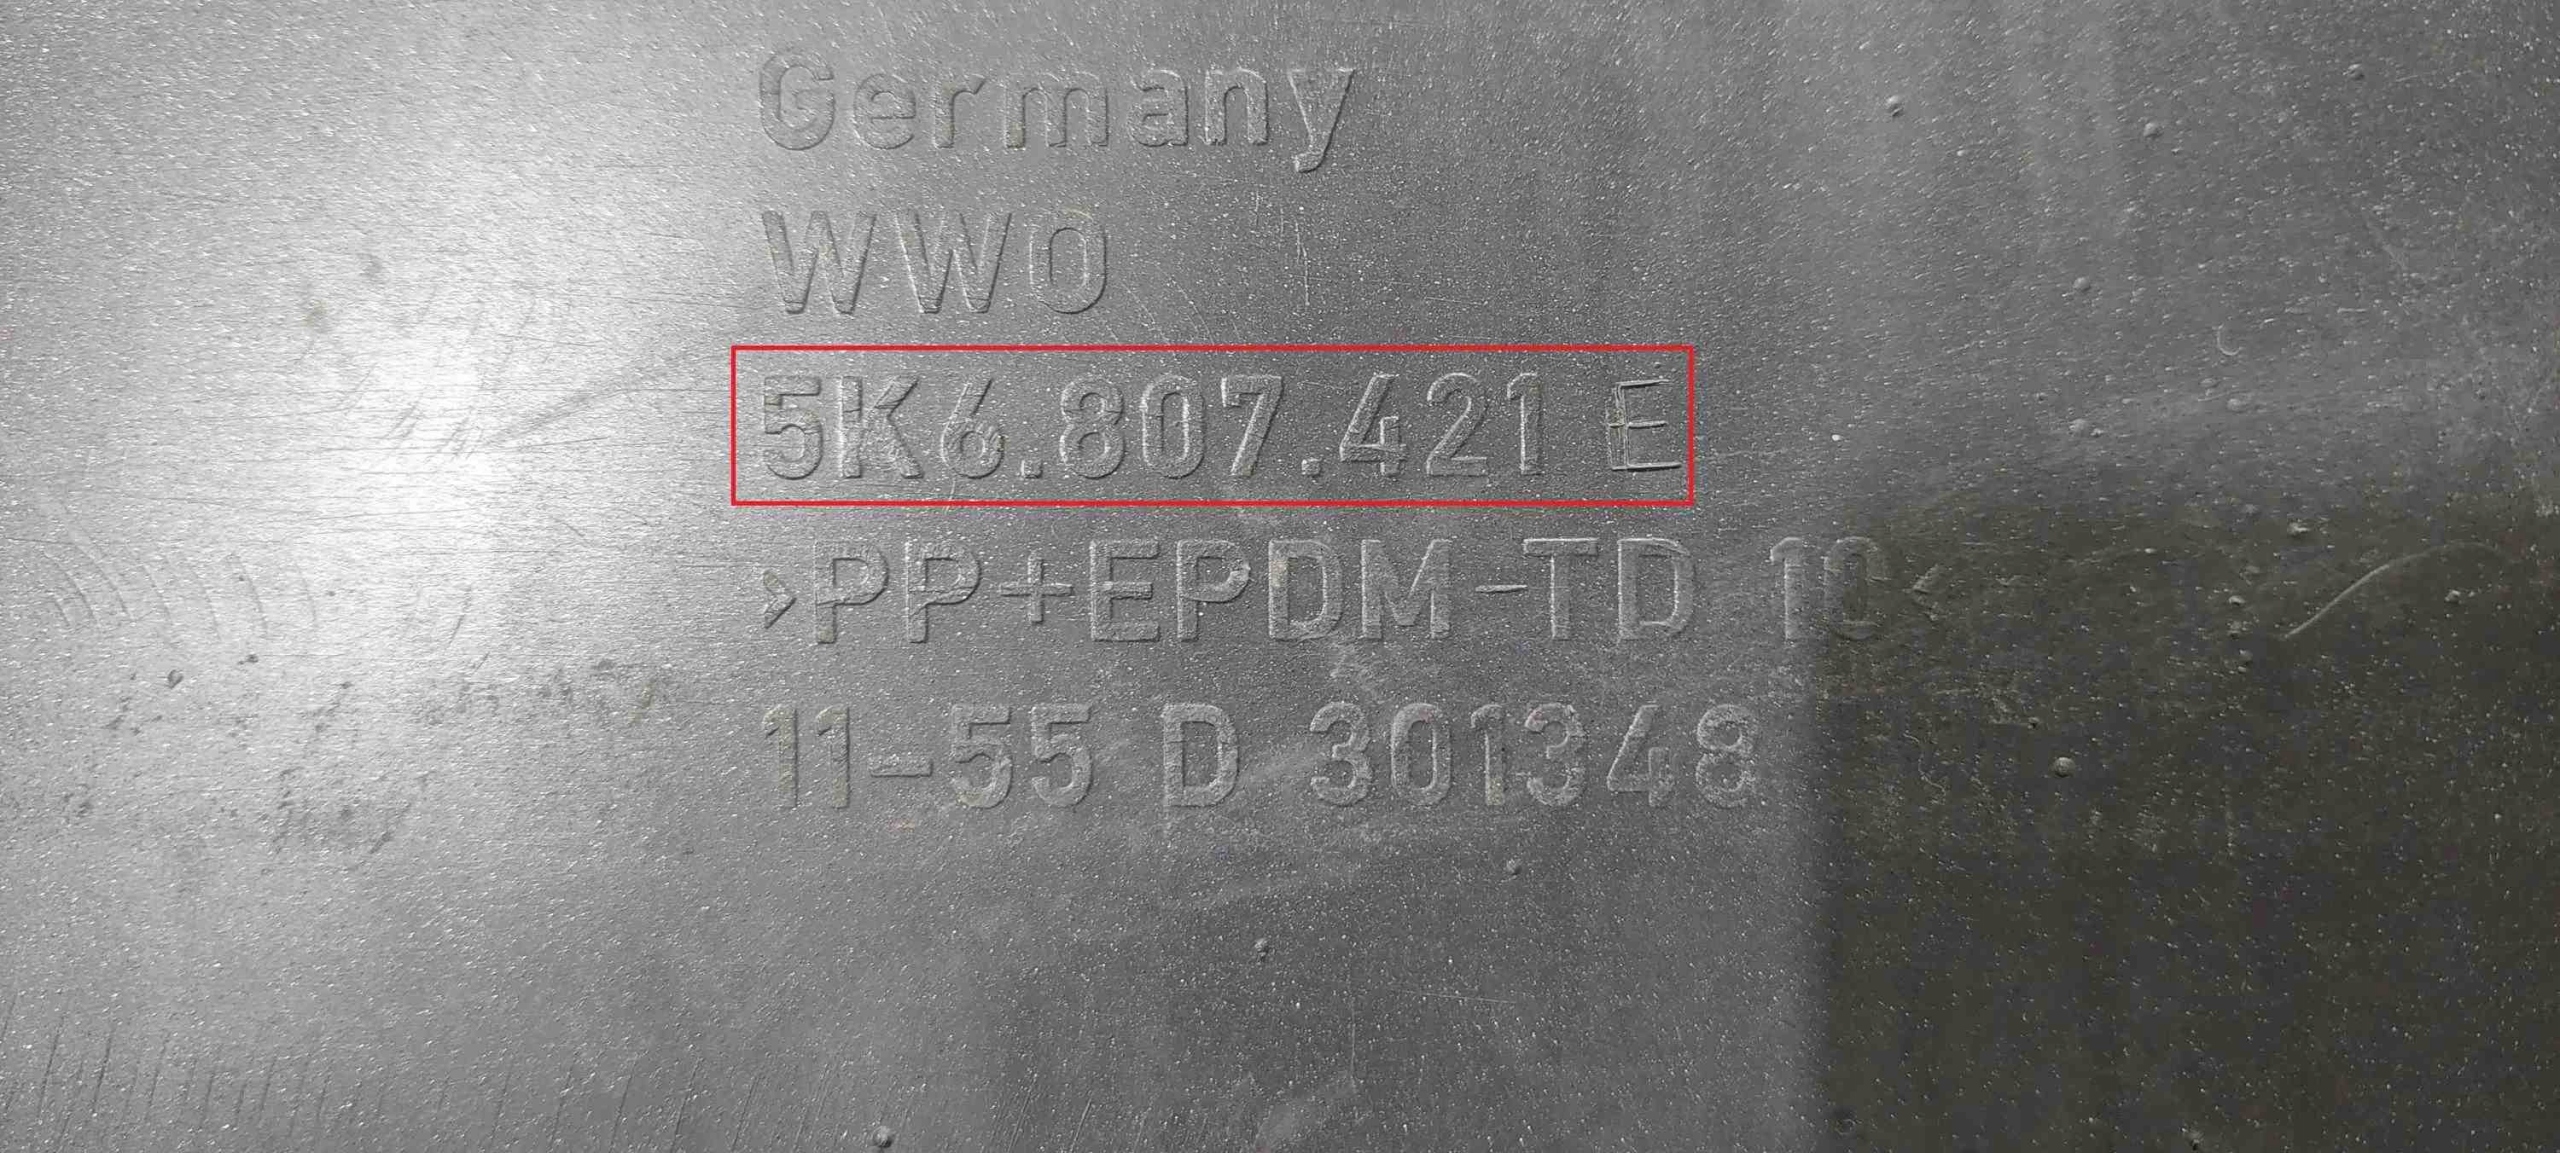 Germany
WWO
5K6.807.421 E
>PP+EPDM-TD 10<
11-55 D 301348